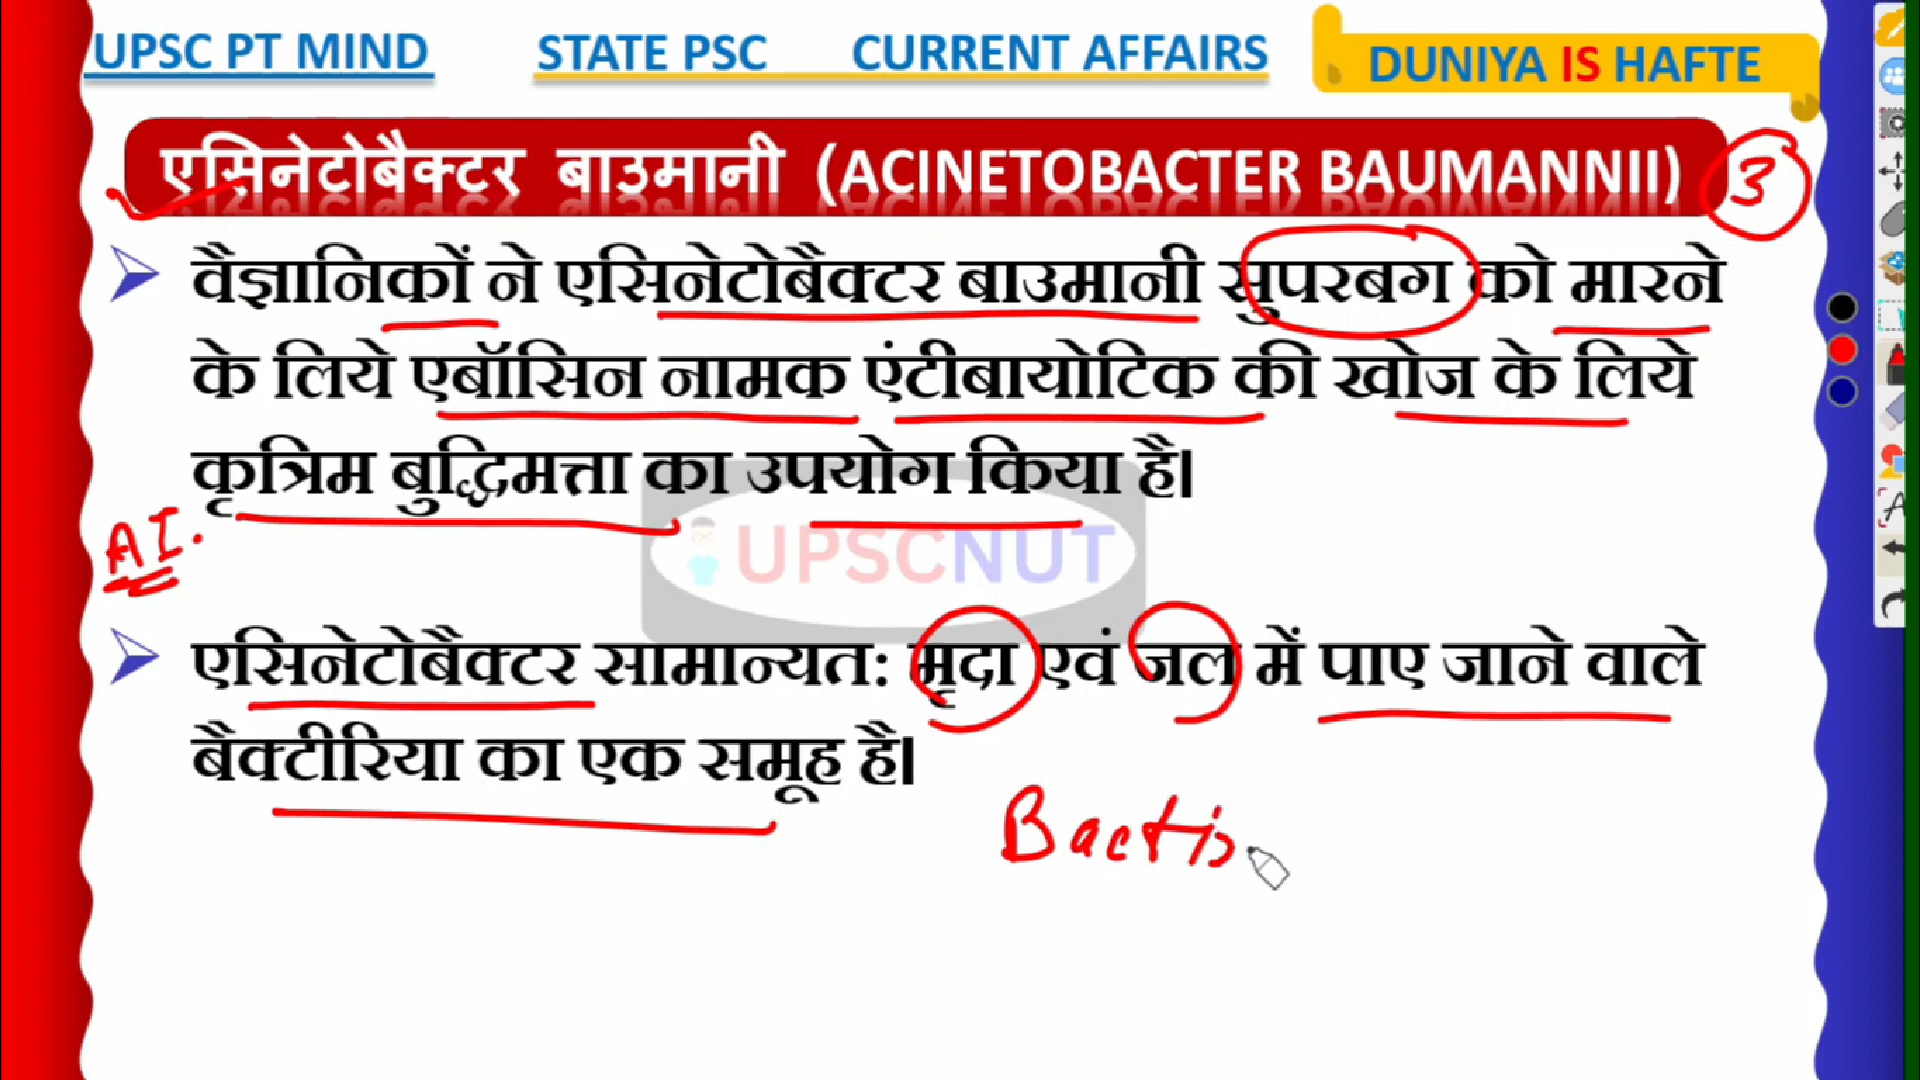 UPSC PT MIND STATE PSC CURRENT AFFAIRS DUNIYA IS HAFTE
एसिनेटोबैक्टर बाउमानी (ACINETOBACTER BAUMANNII) 3
वैज्ञानिकों ने एसिनेटोबैक्टर बाउमानी सुपरबग को मारने
के लिये एबॉसिन नामक एंटीबायोटिक की खोज के लिये
कृत्रिम बुद्धिमत्ता का उपयोग किया है।
AI.
UPSCNUT
एसिनेटोबैक्टर सामान्यत: मृदा एवं जल में पाए जाने वाले
बैक्टीरिया का एक समूह है।